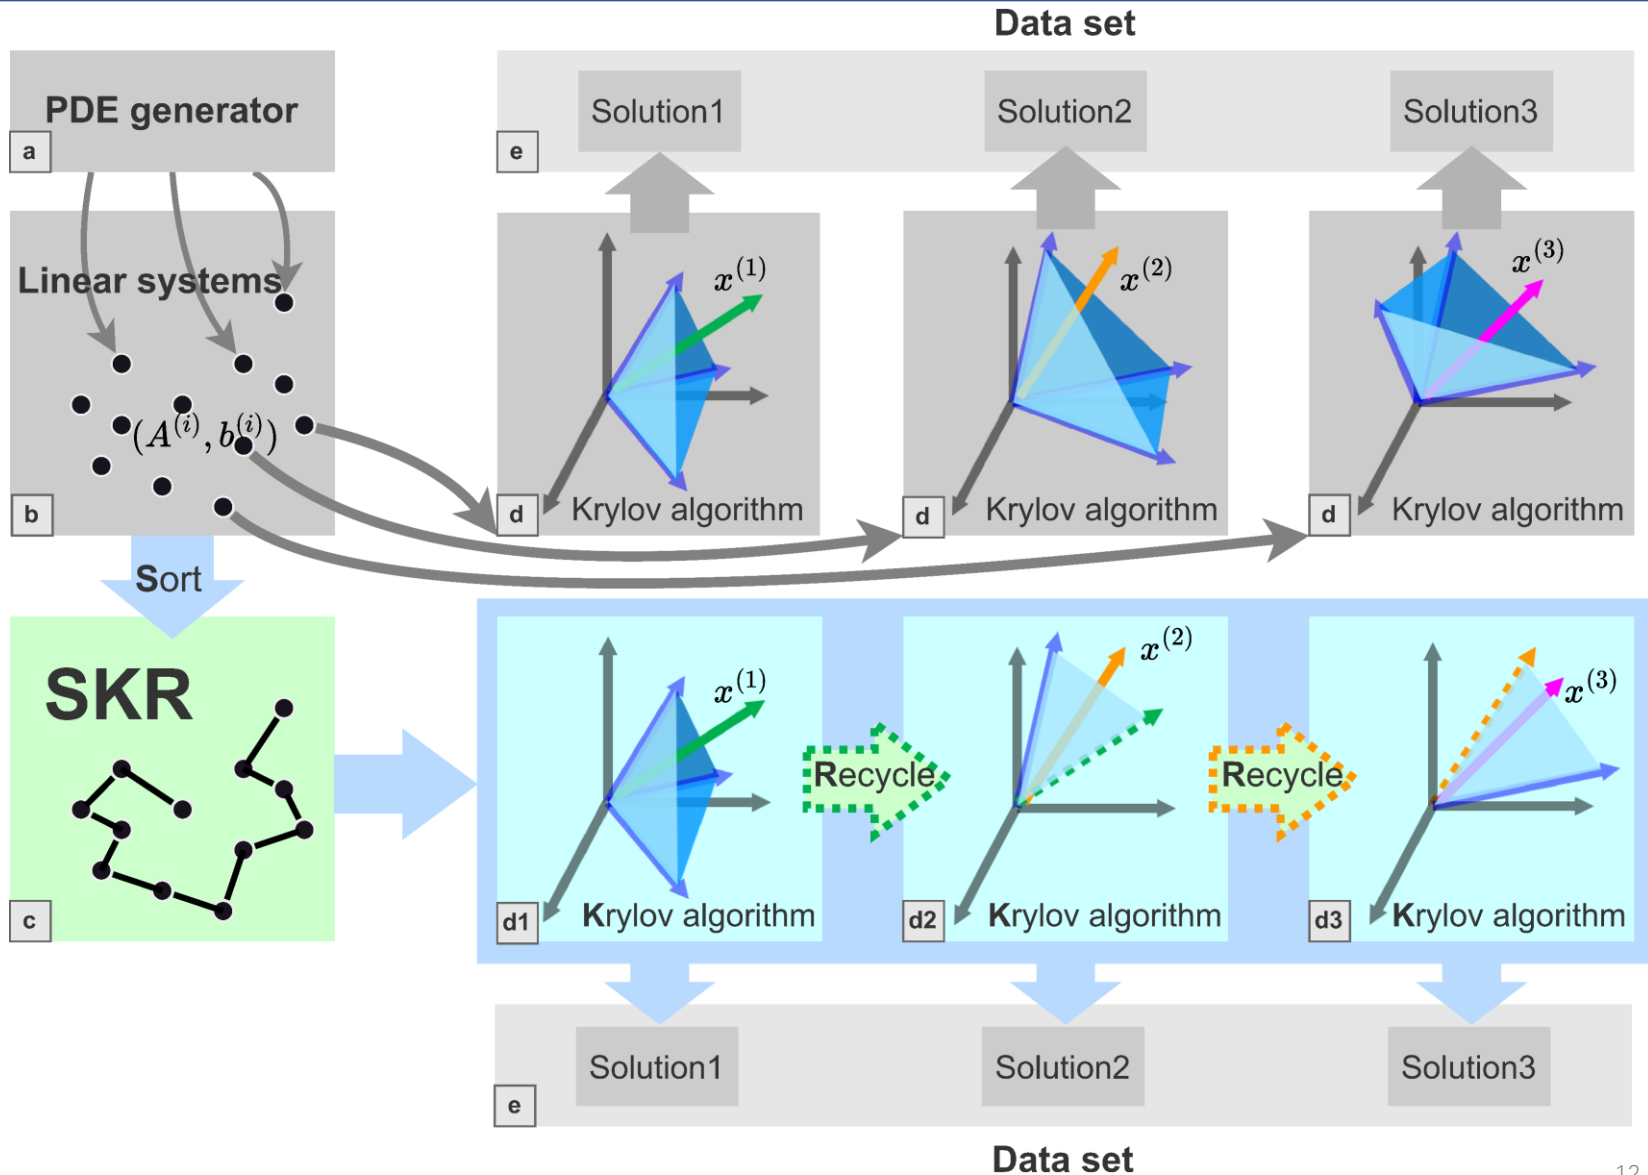 Data set
PDE generator
a
Solution1
Solution2
Solution3
e
Linear systems
(A^{(i)}, b^{(i)})
b
x^{(1)}
d
Krylov algorithm
x^{(2)}
d
Krylov algorithm
x^{(3)}
d
Krylov algorithm
Sort
SKR
c
x^{(1)}
d1
Krylov algorithm
Recycle
x^{(2)}
d2
Krylov algorithm
Recycle
x^{(3)}
d3
Krylov algorithm
Solution1
Solution2
Solution3
e
Data set
12